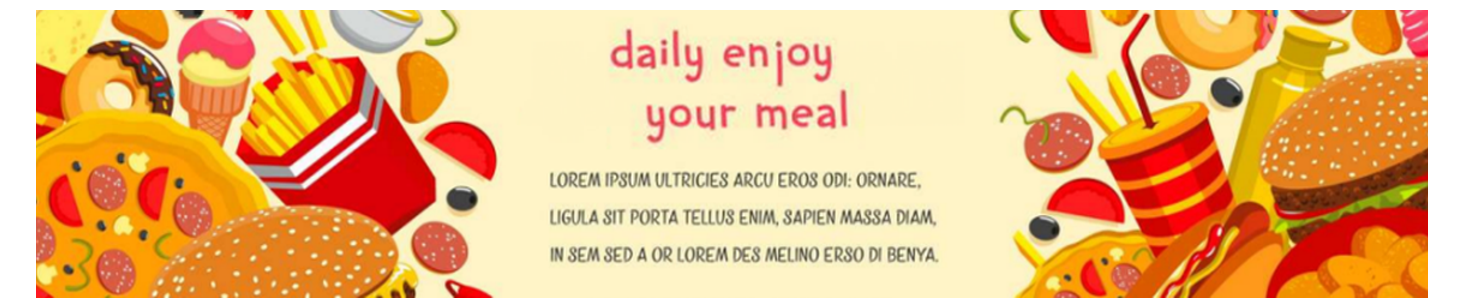 daily enjoy
your meal
LOREM IPSUM ULTRICIES ARCU EROS ODI: ORNARE,
LIGULA SIT PORTA TELLUS ENIM, SAPIEN MASSA DIAM,
IN SEM SED A OR LOREM DES MELINO ERSO DI BENYA.